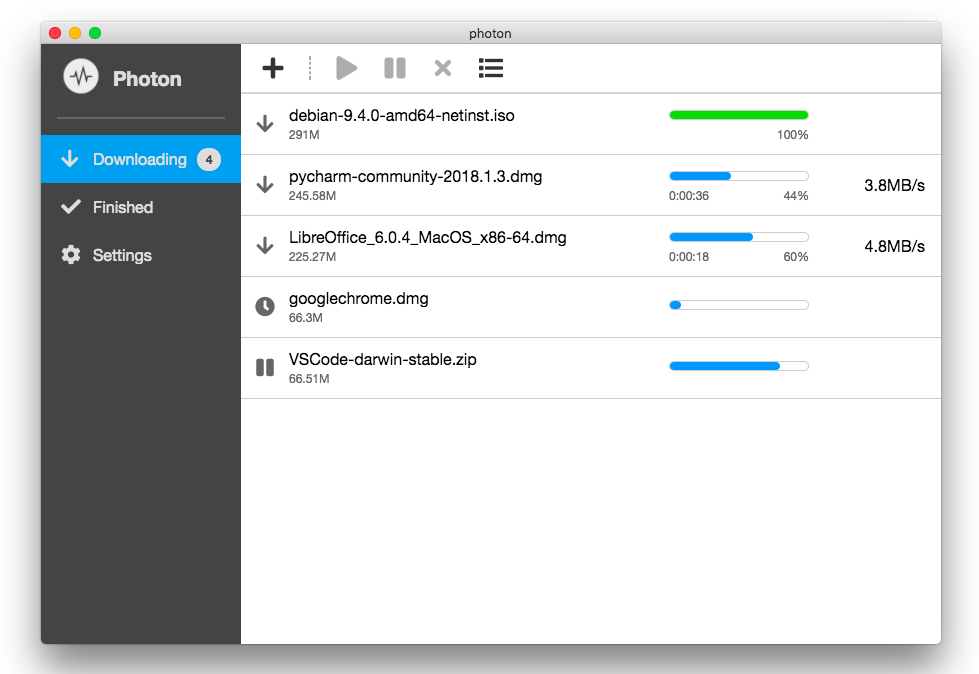 photon
Photon
Downloading 4
Finished
Settings
debian-9.4.0-amd64-netinst.iso
291M
100%
pycharm-community-2018.1.3.dmg
245.58M
0:00:36 44%
3.8MB/s
LibreOffice_6.0.4_MacOS_x86-64.dmg
225.27M
0:00:18 60%
4.8MB/s
googlechrome.dmg
66.3M
VSCode-darwin-stable.zip
66.51M